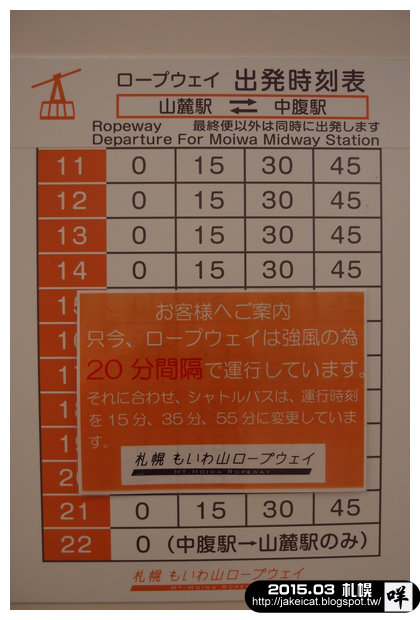 ロープウェイ 出発時刻表
山麓駅 ⇄ 中腹駅
Ropeway 最終便以外は同時に出発します
Departure For Moiwa Midway Station
11 0 15 30 45
12 0 15 30 45
13 0 15 30 45
14 0 15 30 45
お客様へご案内
只今、ロープウェイは強風の為
20分間隔で運行しています。
それに合わせ、シャトルバスは、運行時刻
を15分、35分、55分に変更していま
す。
札幌 もいわ山ロープウェイ
MT.MOIWA ROPEWAY
21 0 15 30 45
22 0 (中腹駅→山麓駅のみ)
札幌 もいわ山ロープウェイ
2015.03 札幌
http://jakeicat.blogspot.tw/
咩